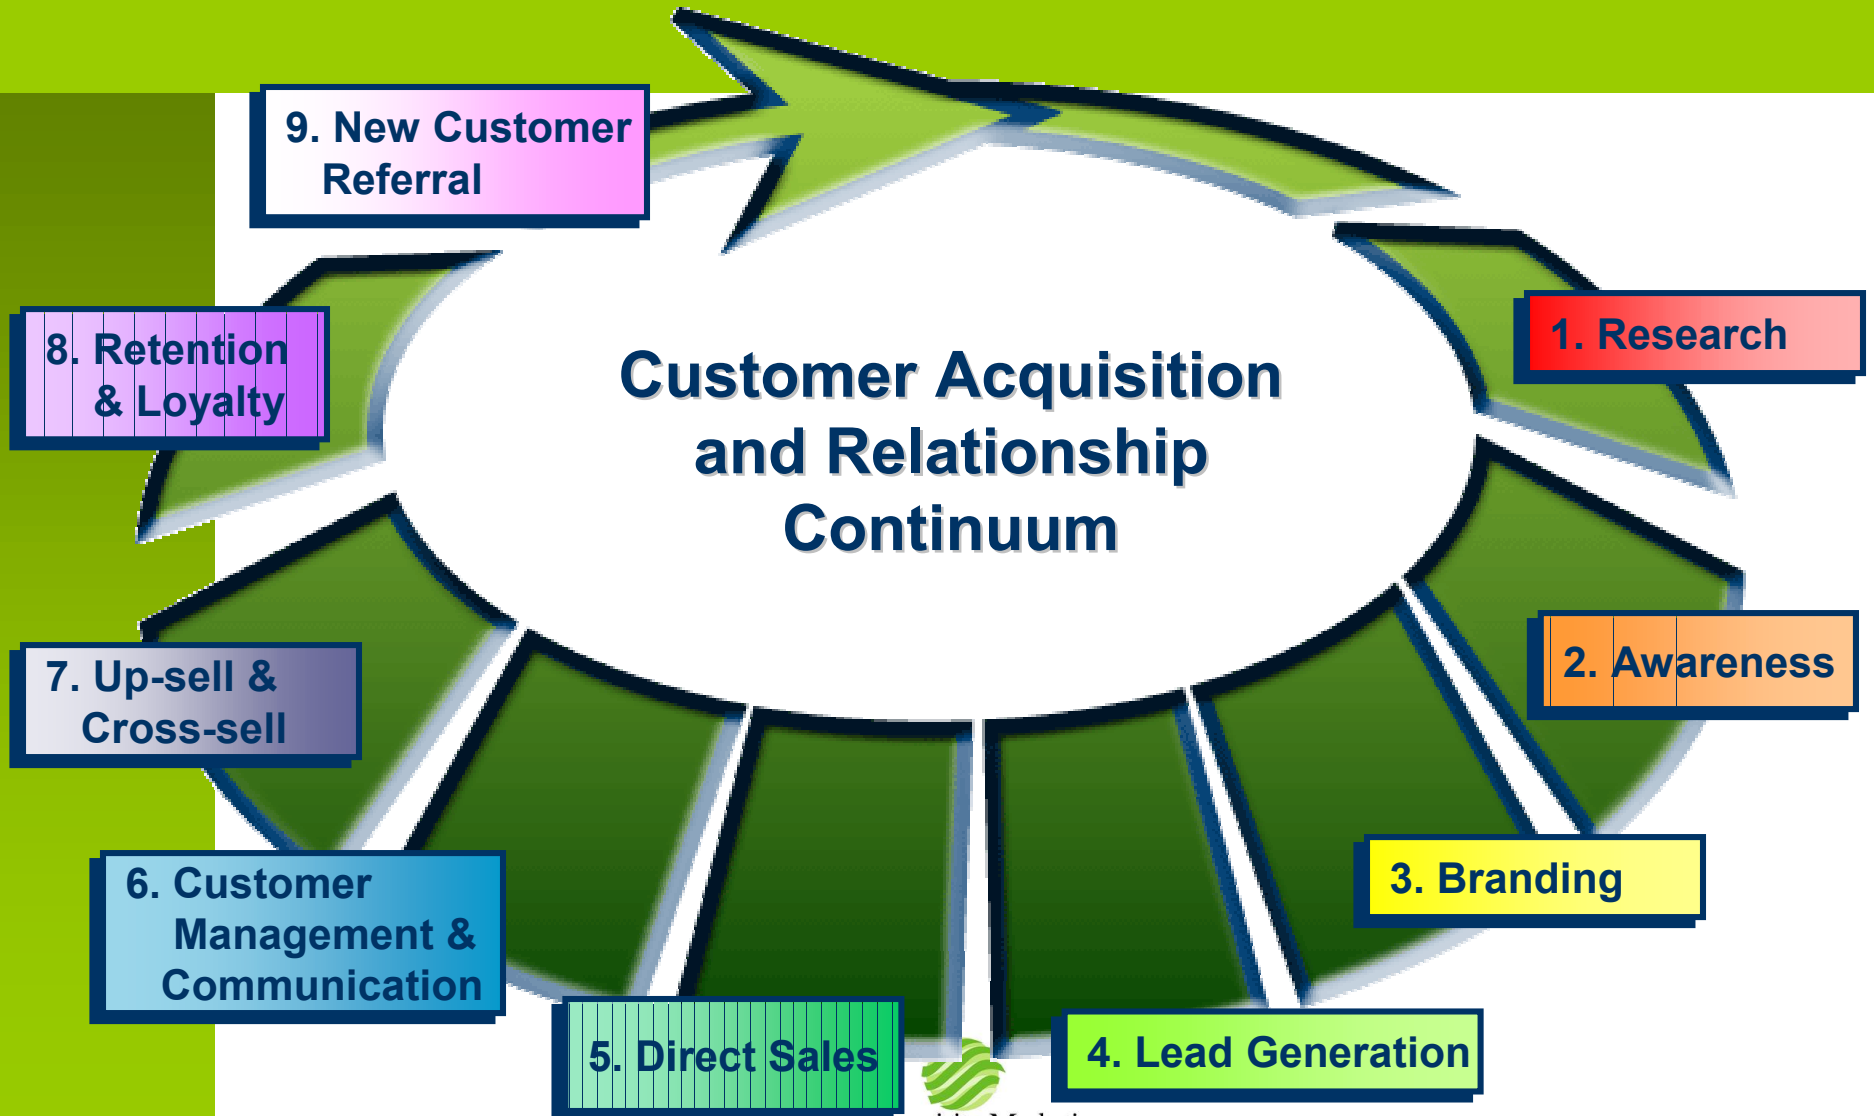 Customer Acquisition
and Relationship
Continuum
1. Research
2. Awareness
3. Branding
4. Lead Generation
5. Direct Sales
6. Customer
Management &
Communication
7. Up-sell &
Cross-sell
8. Retention
& Loyalty
9. New Customer
Referral